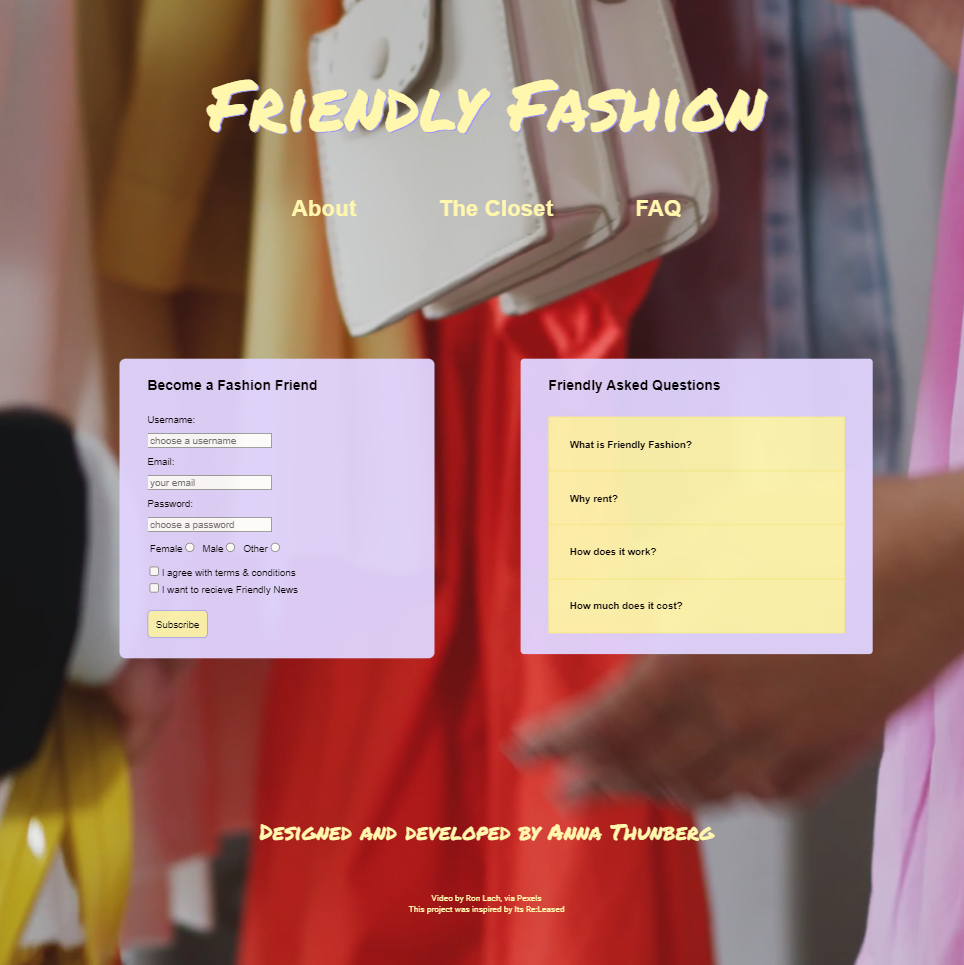 Friendly Fashion
About The Closet FAQ
Become a Fashion Friend
Username:
choose a username
Email:
your email
Password:
choose a password
Female Male Other
I agree with terms & conditions
I want to recieve Friendly News
Subscribe
Friendly Asked Questions
What is Friendly Fashion?
Why rent?
How does it work?
How much does it cost?
Designed and developed by Anna Thunberg
Video by Ron Lach, via Pexels
This project was inspired by Its Re:Leased